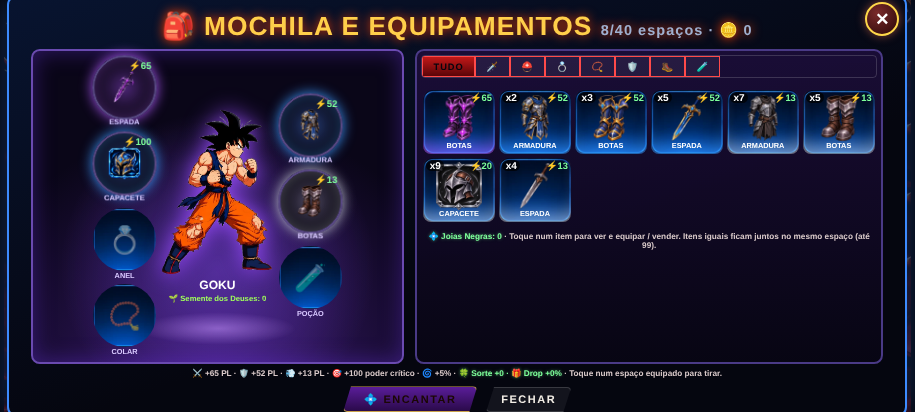 MOCHILA E EQUIPAMENTOS 8/40 espaços · 0
×
65
ESPADA
100
CAPACETE
ANEL
COLAR
52
ARMADURA
13
BOTAS
POÇÃO
GOKU
Semente dos Deuses: 0
TUDO
65
BOTAS
x2 52
ARMADURA
x3 52
BOTAS
x5 52
ESPADA
x7 13
ARMADURA
x5 13
BOTAS
x9 20
CAPACETE
x4 13
ESPADA
Joias Negras: 0 · Toque num item para ver e equipar / vender. Itens iguais ficam juntos no mesmo espaço (até
99).
+65 PL · +52 PL · +13 PL · +100 poder crítico · +5% · Sorte +0 · Drop +0% · Toque num espaço equipado para tirar.
ENCANTAR
FECHAR